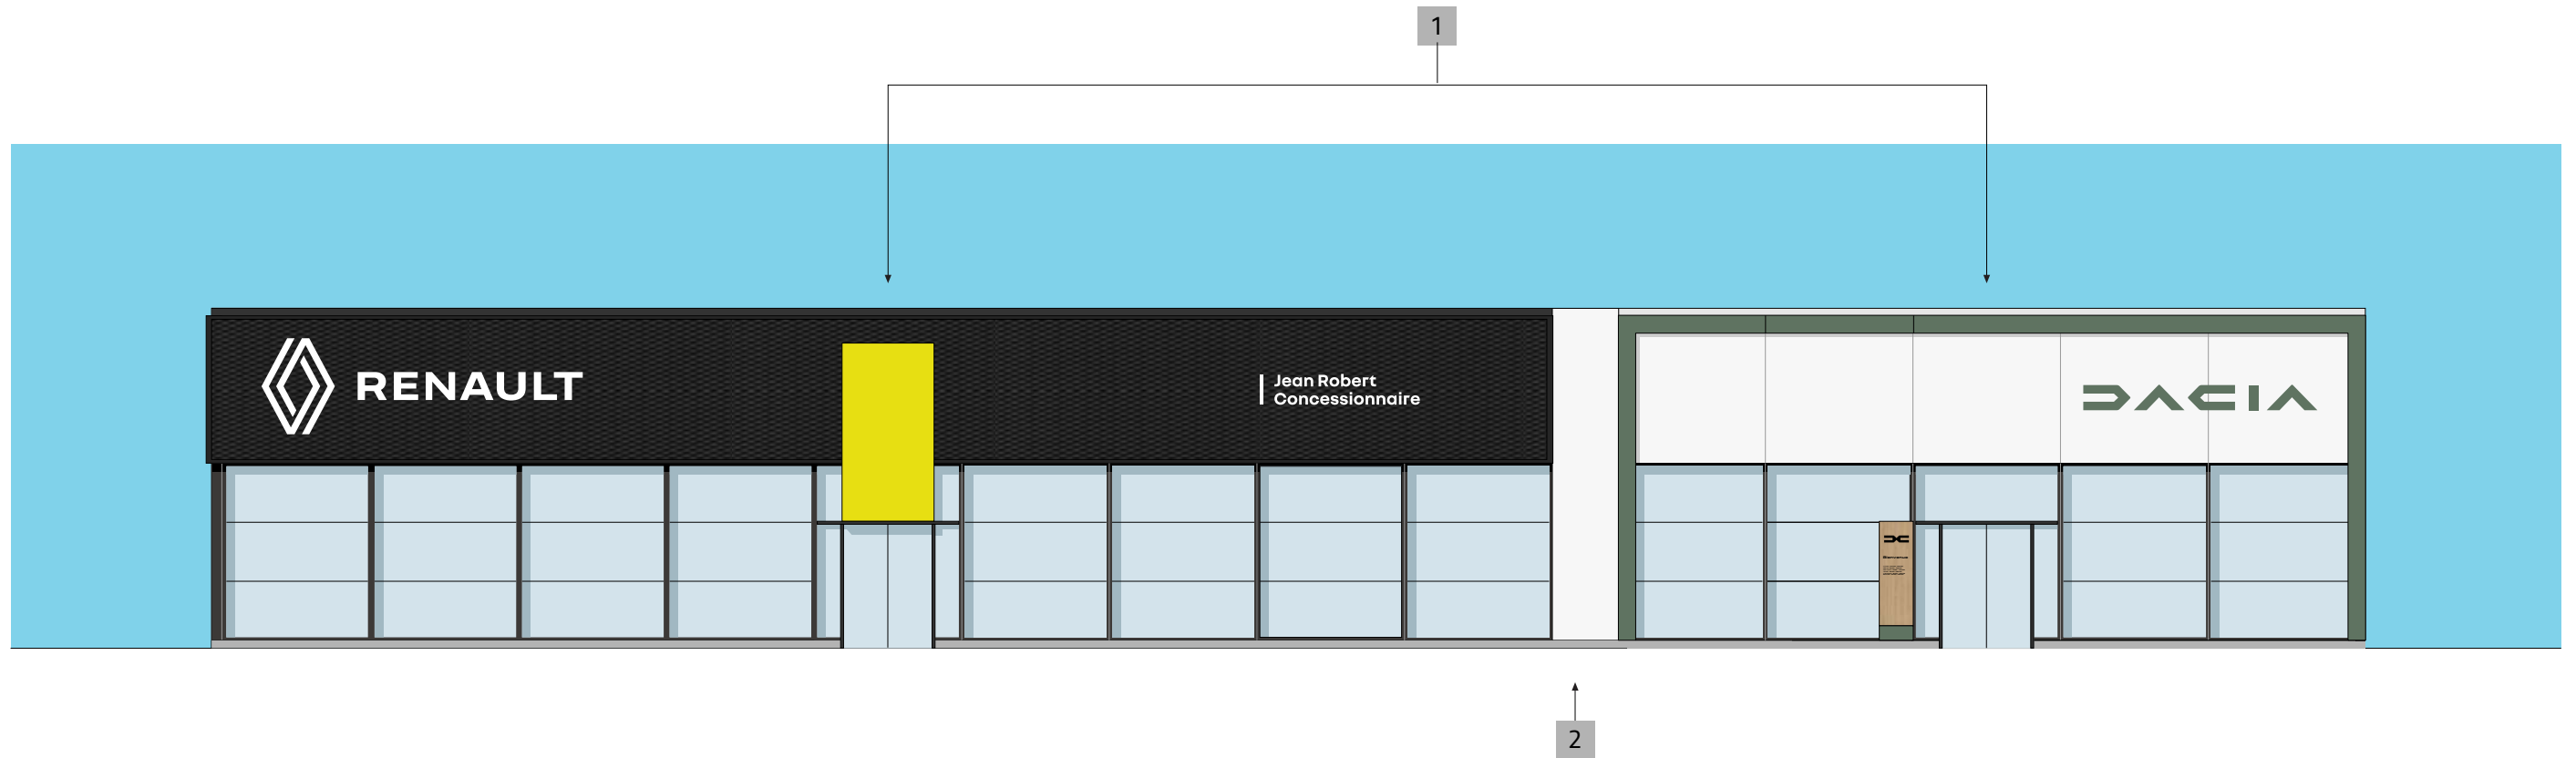 1
RENAULT
Jean Robert
Concessionnaire
DACIA
2